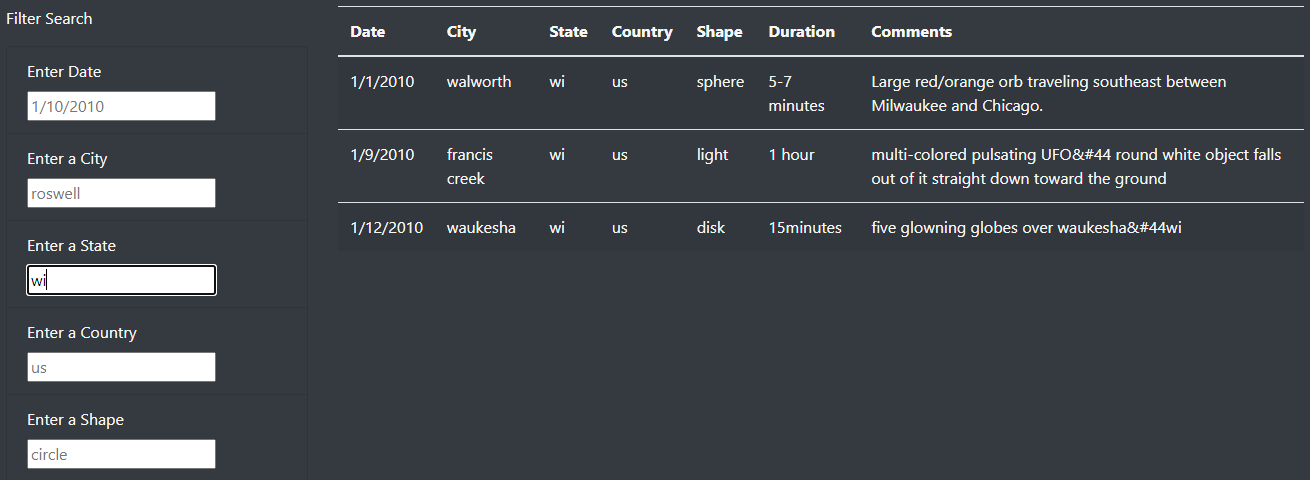 Filter Search
Enter Date
1/10/2010
Enter a City
roswell
Enter a State
wi
Enter a Country
us
Enter a Shape
circle
Date City State Country Shape Duration Comments
1/1/2010 walworth wi us sphere 5-7 Large red/orange orb traveling southeast between
minutes Milwaukee and Chicago.
1/9/2010 francis wi us light 1 hour multi-colored pulsating UFO&#44 round white object falls
creek out of it straight down toward the ground
1/12/2010 waukesha wi us disk 15minutes five glowning globes over waukesha&#44wi